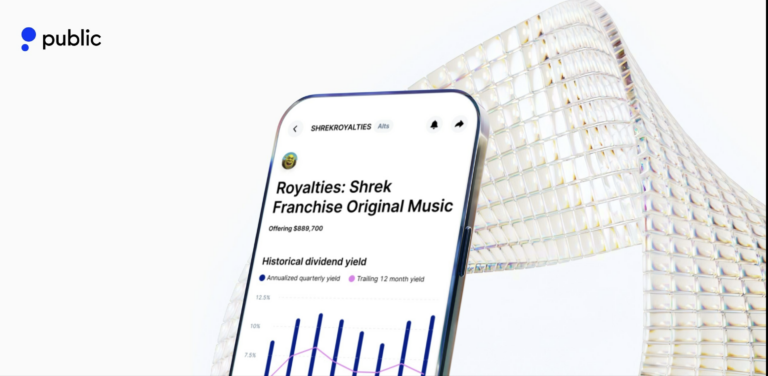 public
SHREKROYALTIES Alts
Royalties: Shrek
Franchise Original Music
Offering $889,700
Historical dividend yield
Annualized quarterly yield Trailing 12 month yield
12.5%
10%
7.5%